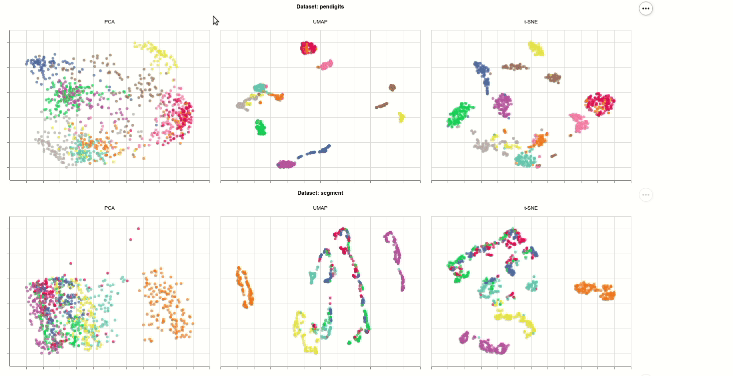 Dataset: pendigits
PCA
UMAP
t-SNE
Dataset: segment
PCA
UMAP
t-SNE